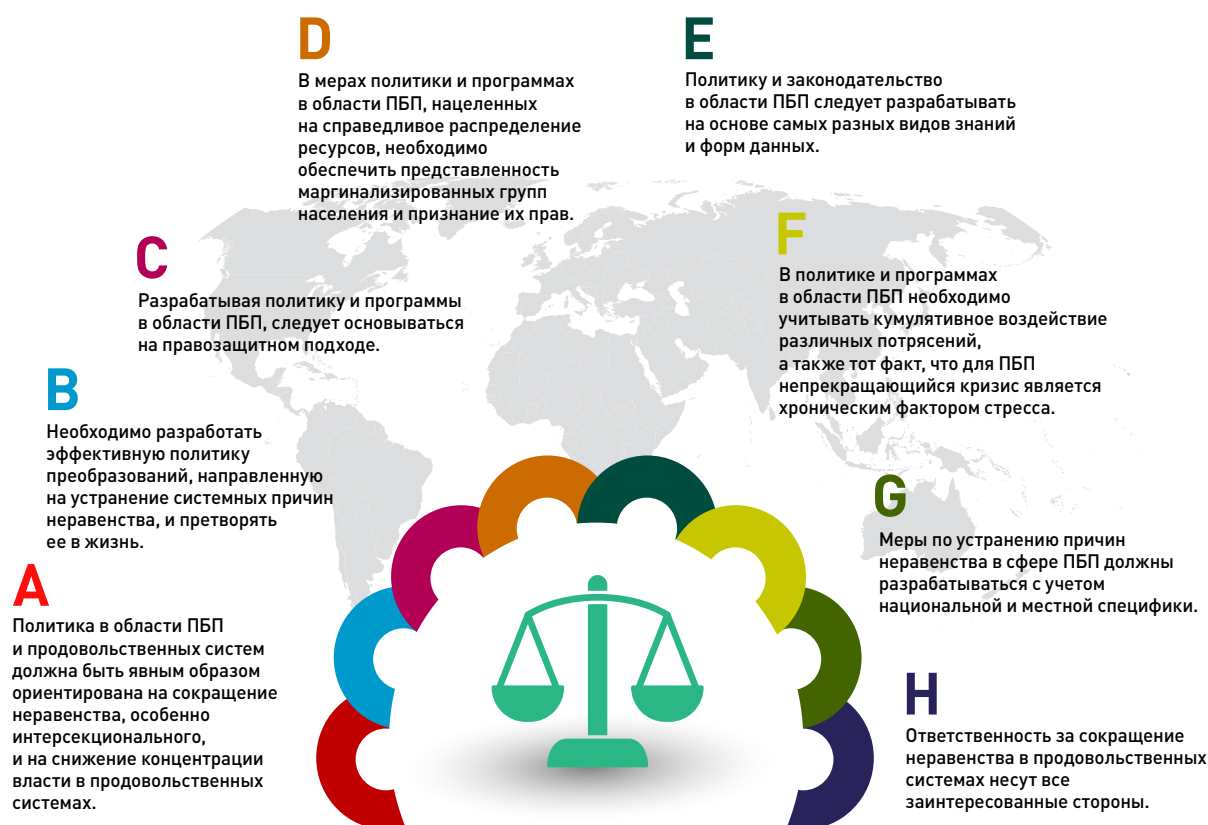 A
Политика в области ПБП
и продовольственных систем
должна быть явным образом
ориентирована на сокращение
неравенства, особенно
интерсекционального,
и на снижение концентрации
власти в продовольственных
системах.
B
Необходимо разработать
эффективную политику
преобразований, направленную
на устранение системных причин
неравенства, и претворять
ее в жизнь.
C
Разрабатывая политику и программы
в области ПБП, следует основываться
на правозащитном подходе.
D
В мерах политики и программах
в области ПБП, нацеленных
на справедливое распределение
ресурсов, необходимо
обеспечить представленность
маргинализированных групп
населения и признание их прав.
E
Политику и законодательство
в области ПБП следует разрабатывать
на основе самых разных видов знаний
и форм данных.
F
В политике и программах
в области ПБП необходимо
учитывать кумулятивное воздействие
различных потрясений,
а также тот факт, что для ПБП
непрекращающийся кризис является
хроническим фактором стресса.
G
Меры по устранению причин
неравенства в сфере ПБП должны
разрабатываться с учетом
национальной и местной специфики.
H
Ответственность за сокращение
неравенства в продовольственных
системах несут все
заинтересованные стороны.